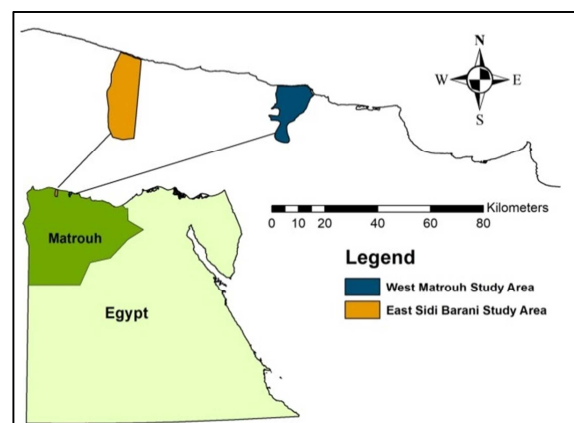 N
W E
S
Kilometers
0 10 20 40 60 80
Matrouh
Legend
West Matrouh Study Area
East Sidi Barani Study Area
Egypt